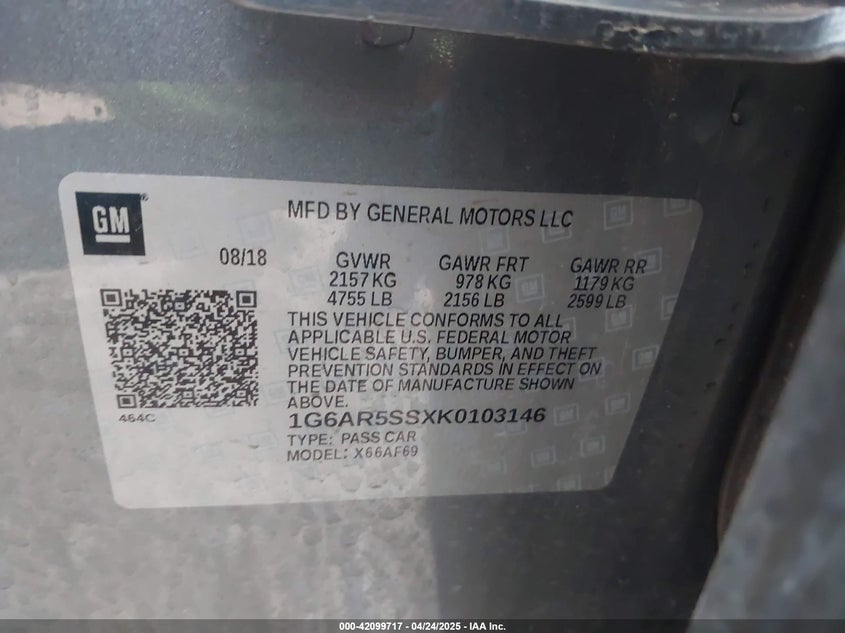 GM
MFD BY GENERAL MOTORS LLC
08/18 GVWR GAWR FRT GAWR RR
2157 KG 978 KG 1179 KG
4755 LB 2156 LB 2599 LB
THIS VEHICLE CONFORMS TO ALL
APPLICABLE U.S. FEDERAL MOTOR
VEHICLE SAFETY, BUMPER, AND THEFT
PREVENTION STANDARDS IN EFFECT ON
THE DATE OF MANUFACTURE SHOWN
ABOVE.
464C
1G6AR5SSXK0103146
TYPE: PASS CAR
MODEL: X66AF69
000-42099717 - 04/24/2025 - IAA Inc.